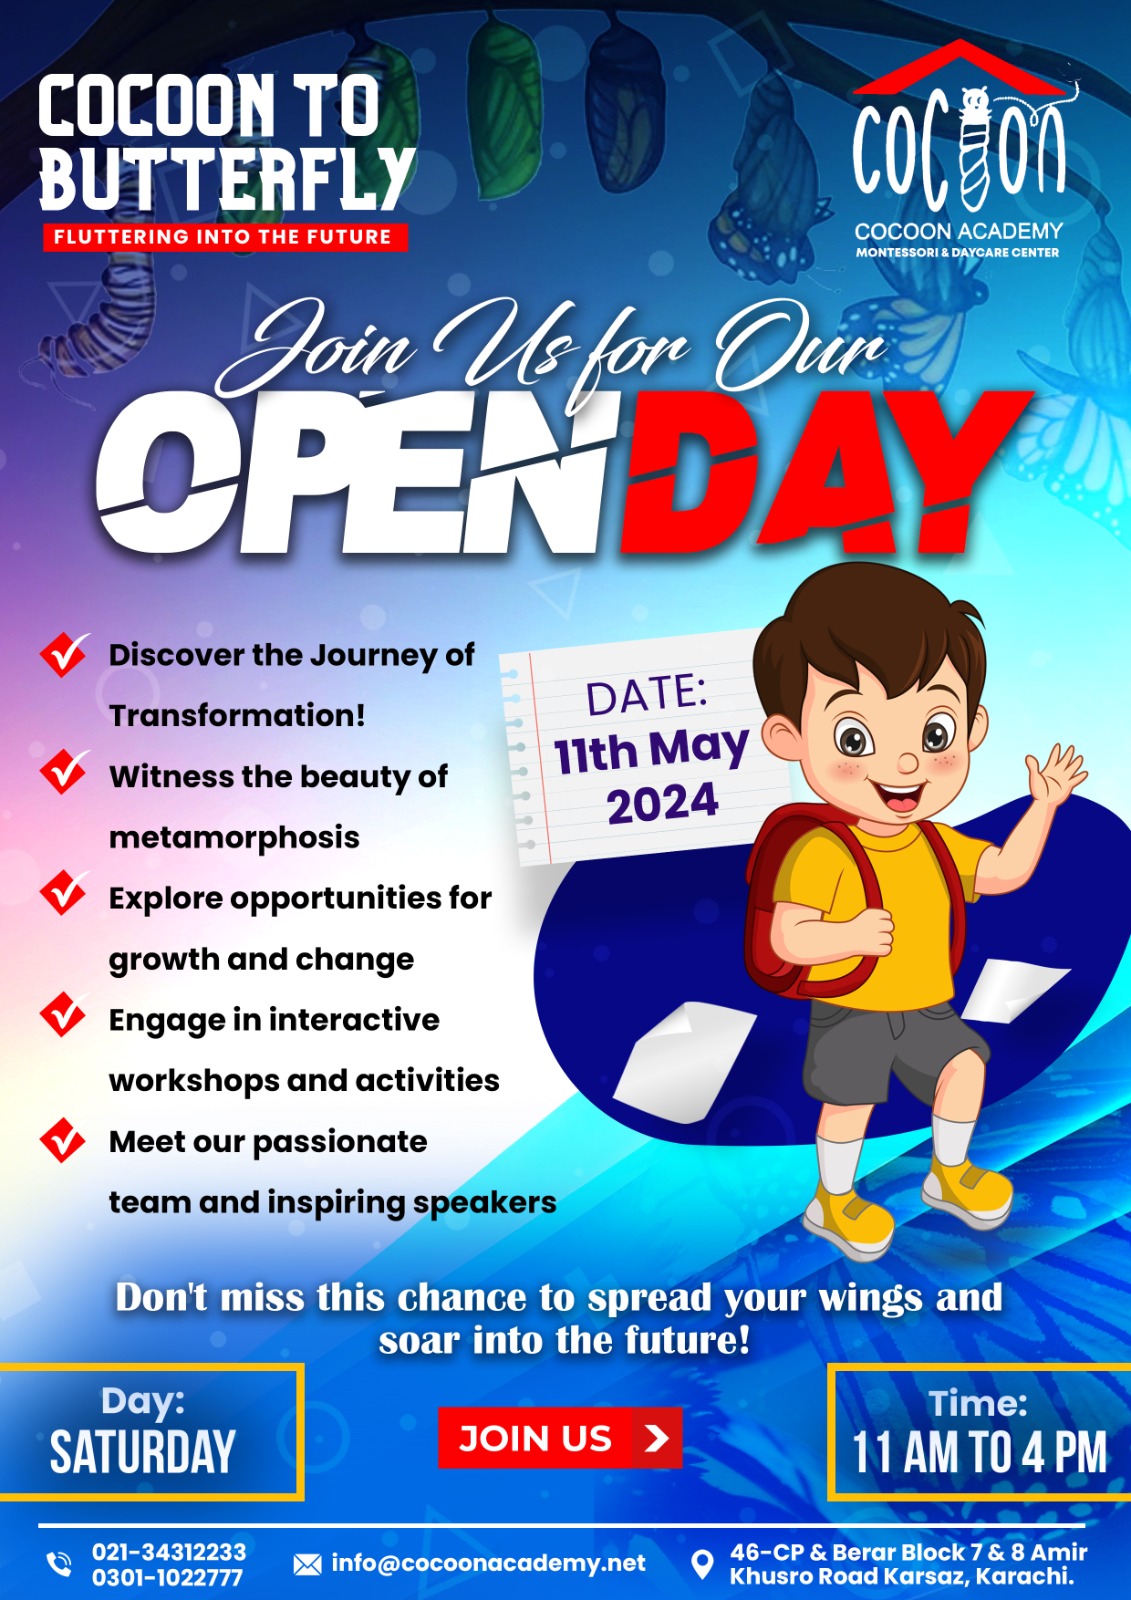 COCOON TO
BUTTERFLY
FLUTTERING INTO THE FUTURE
COCOON
COCOON ACADEMY
MONTESSORI & DAYCARE CENTER
Join Us for Our
OPEN DAY
Discover the Journey of
Transformation!
Witness the beauty of
metamorphosis
Explore opportunities for
growth and change
Engage in interactive
workshops and activities
Meet our passionate
team and inspiring speakers
DATE:
11th May
2024
Don't miss this chance to spread your wings and
soar into the future!
Day:
SATURDAY
JOIN US
Time:
11 AM TO 4 PM
021-34312233
0301-1022777
info@cocoonacademy.net
46-CP & Berar Block 7 & 8 Amir
Khusro Road Karsaz, Karachi.